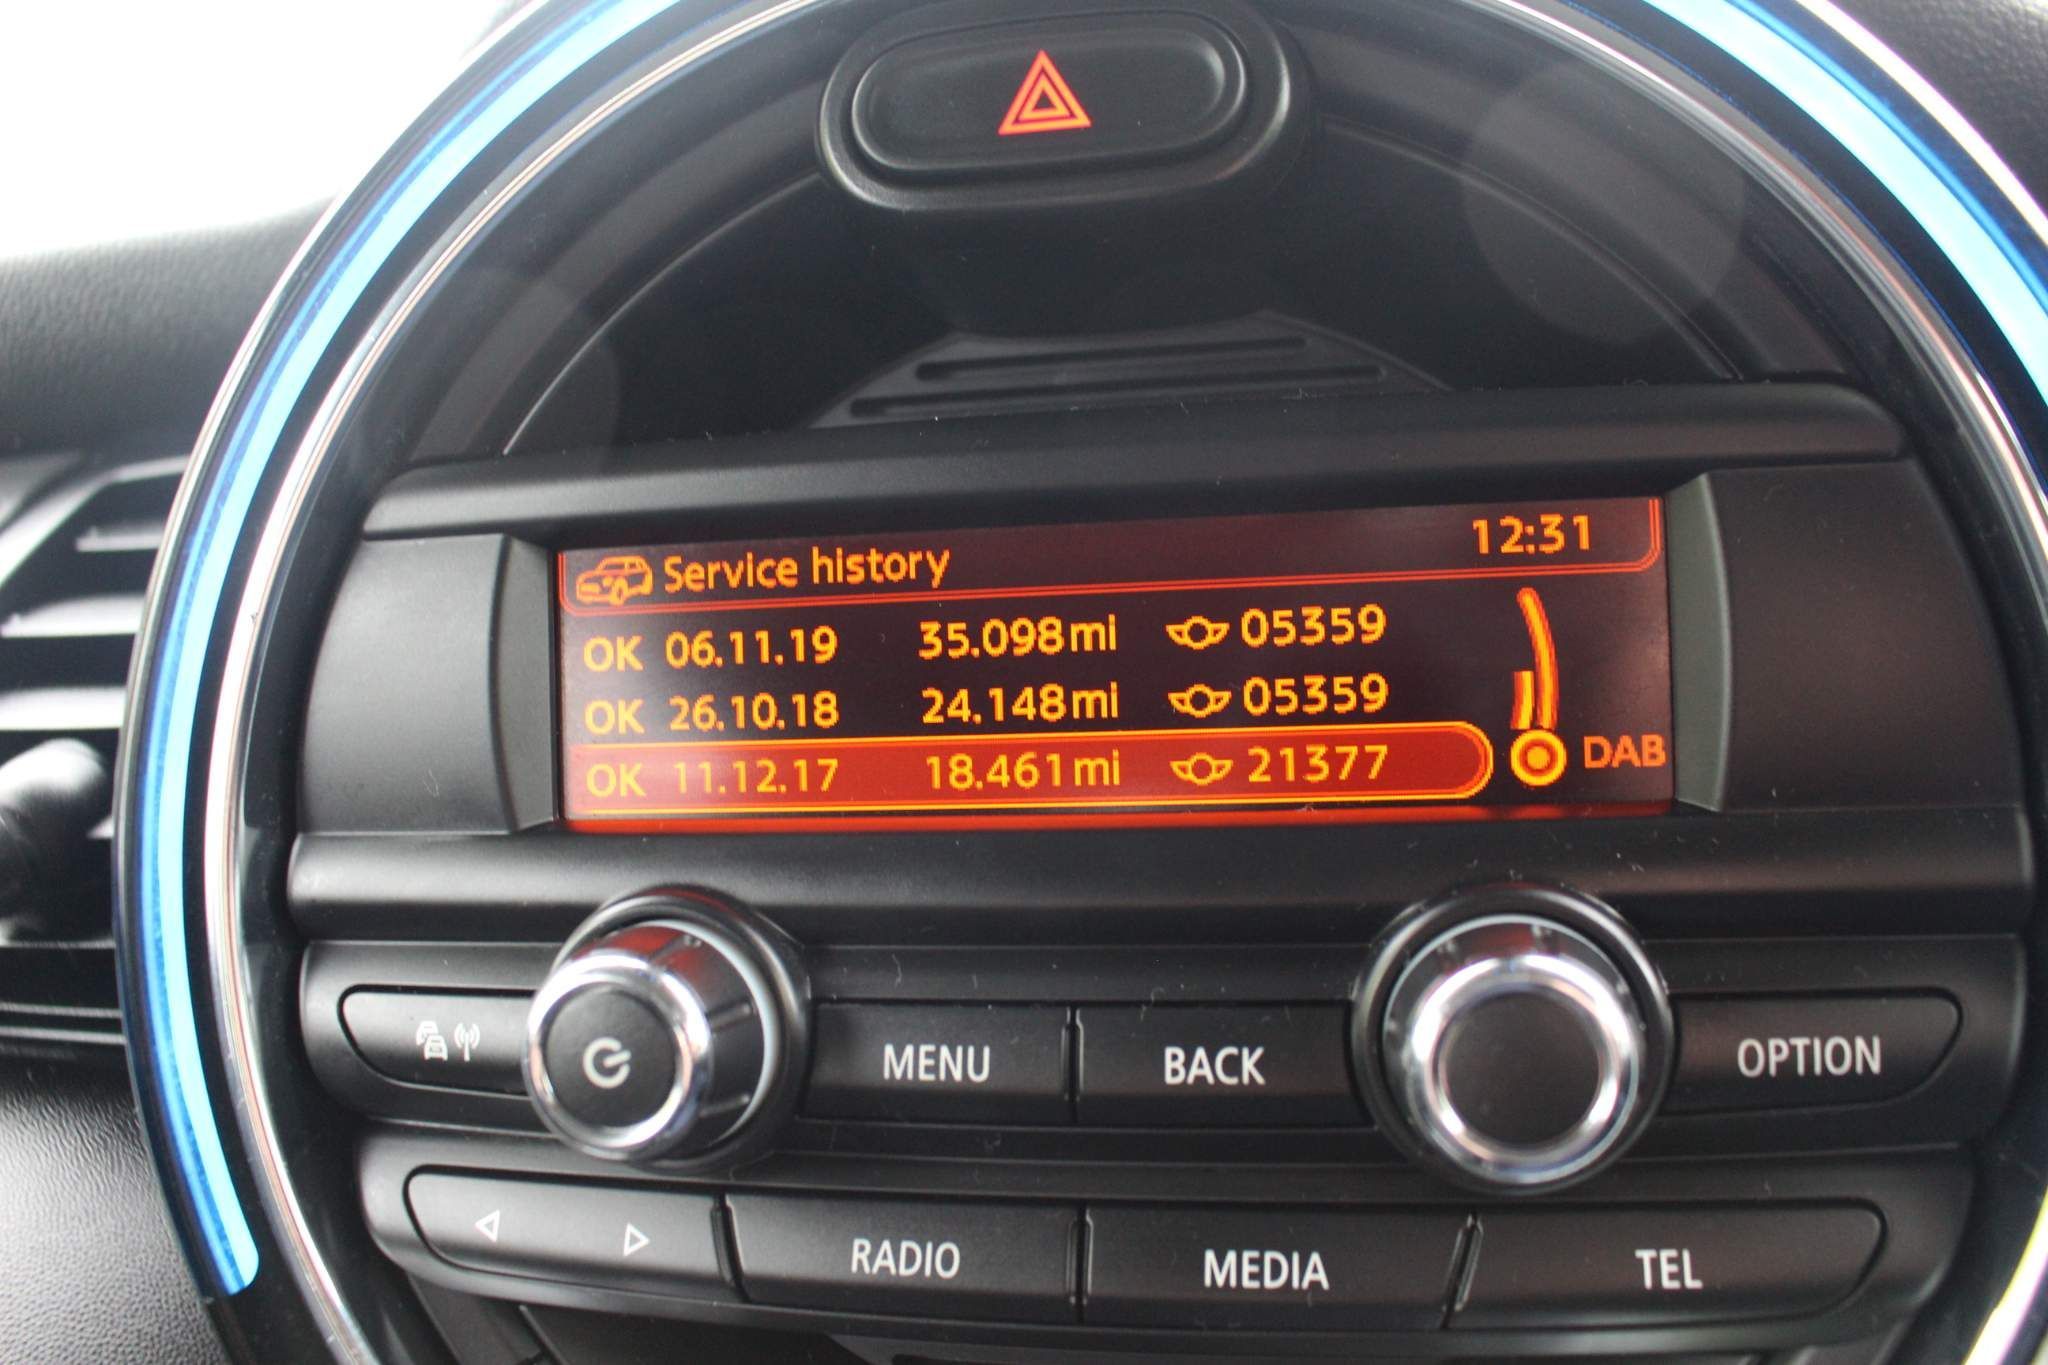 Service history 12:31
OK 06.11.19 35.098mi 05359
OK 26.10.18 24.148mi 05359
OK 11.12.17 18.461mi 21377
DAB
MENU BACK OPTION
RADIO MEDIA TEL